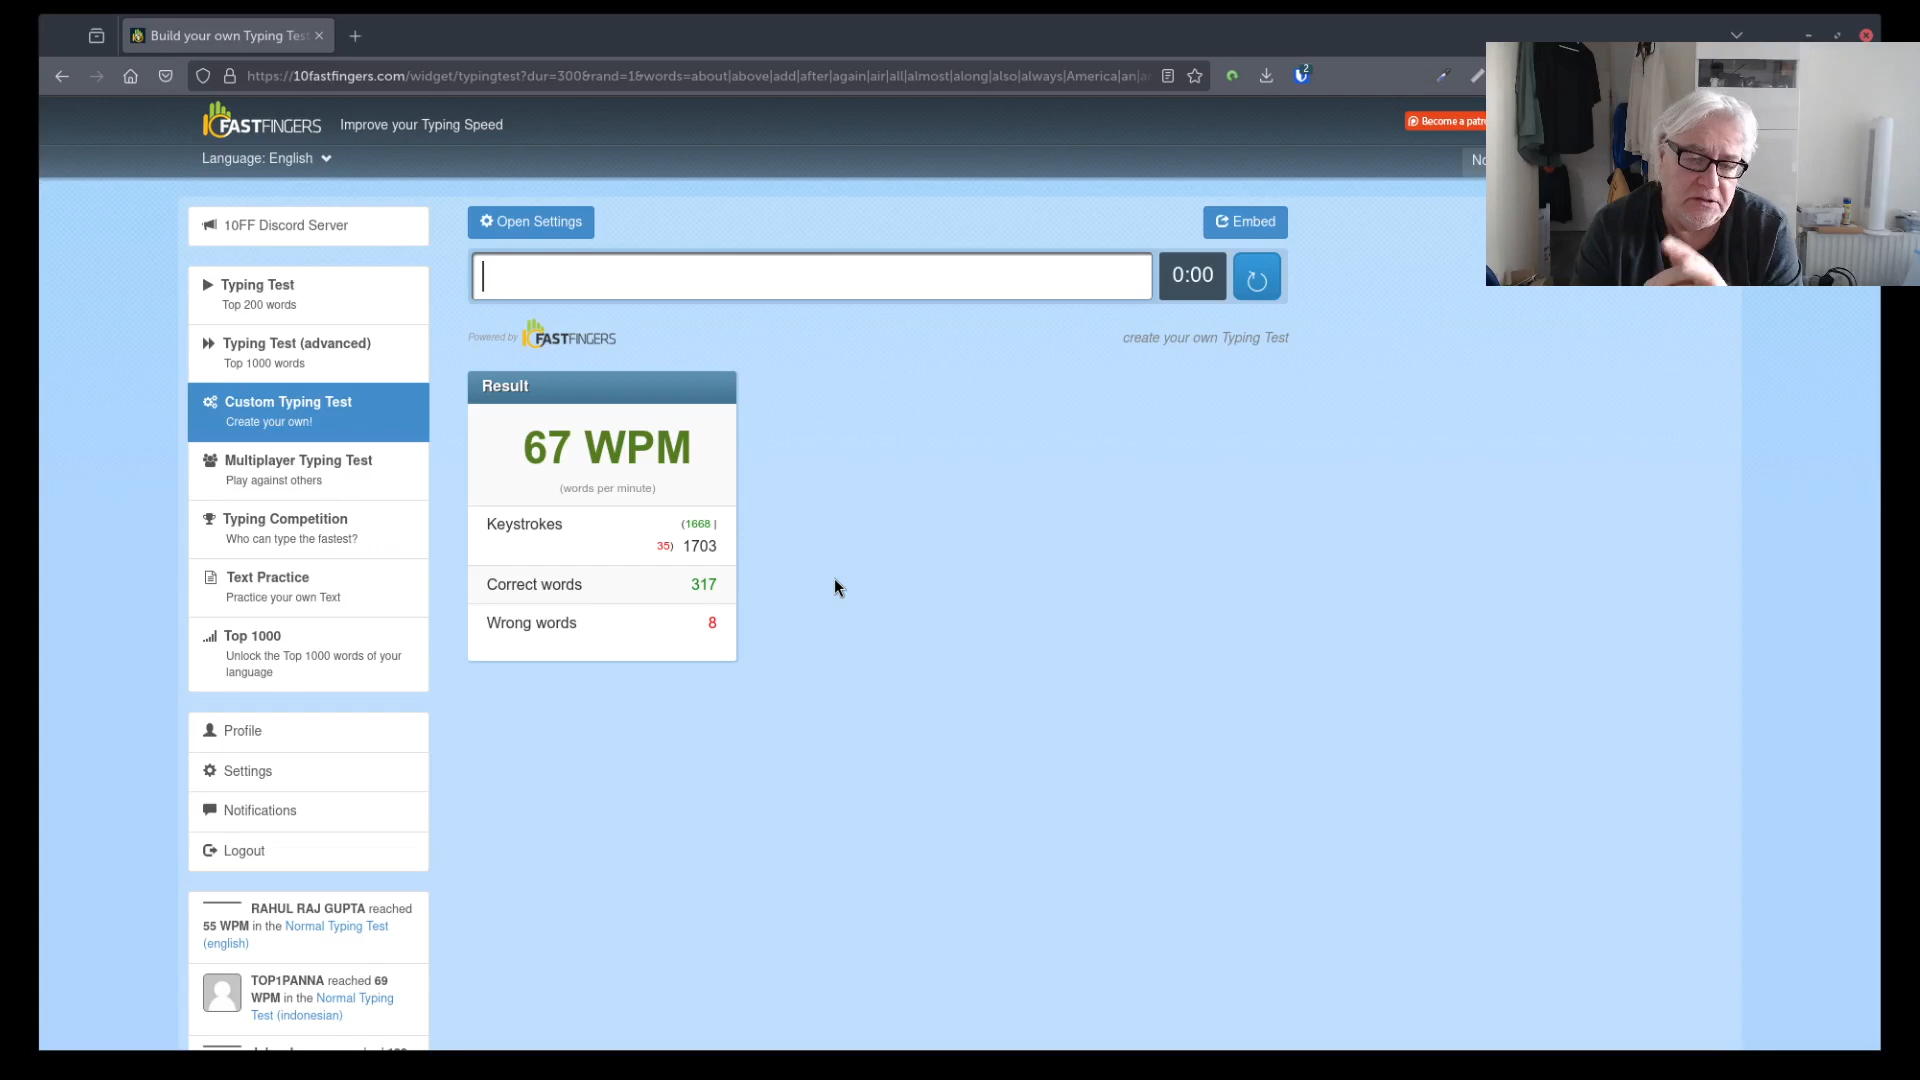 Build your own Typing Tes
https://10fastfingers.com/widget/typingtest?dur=300&rand=1&words=about|above|add|after|again|air|all|almost|along|also|always|America|an|a
2
FASTFINGERS
Improve your Typing Speed
Become a patr
Language: English
No
10FF Discord Server
Open Settings
Embed
0:00
Typing Test
Top 200 words
Powered by FASTFINGERS
create your own Typing Test
Typing Test (advanced)
Top 1000 words
Custom Typing Test
Create your own!
Multiplayer Typing Test
Play against others
Typing Competition
Who can type the fastest?
Text Practice
Practice your own Text
Top 1000
Unlock the Top 1000 words of your
language
Result
67 WPM
(words per minute)
Keystrokes (1668 |
35) 1703
Correct words 317
Wrong words 8
Profile
Settings
Notifications
Logout
RAHUL RAJ GUPTA reached
55 WPM in the Normal Typing Test
(english)
TOP1PANNA reached 69
WPM in the Normal Typing
Test (indonesian)